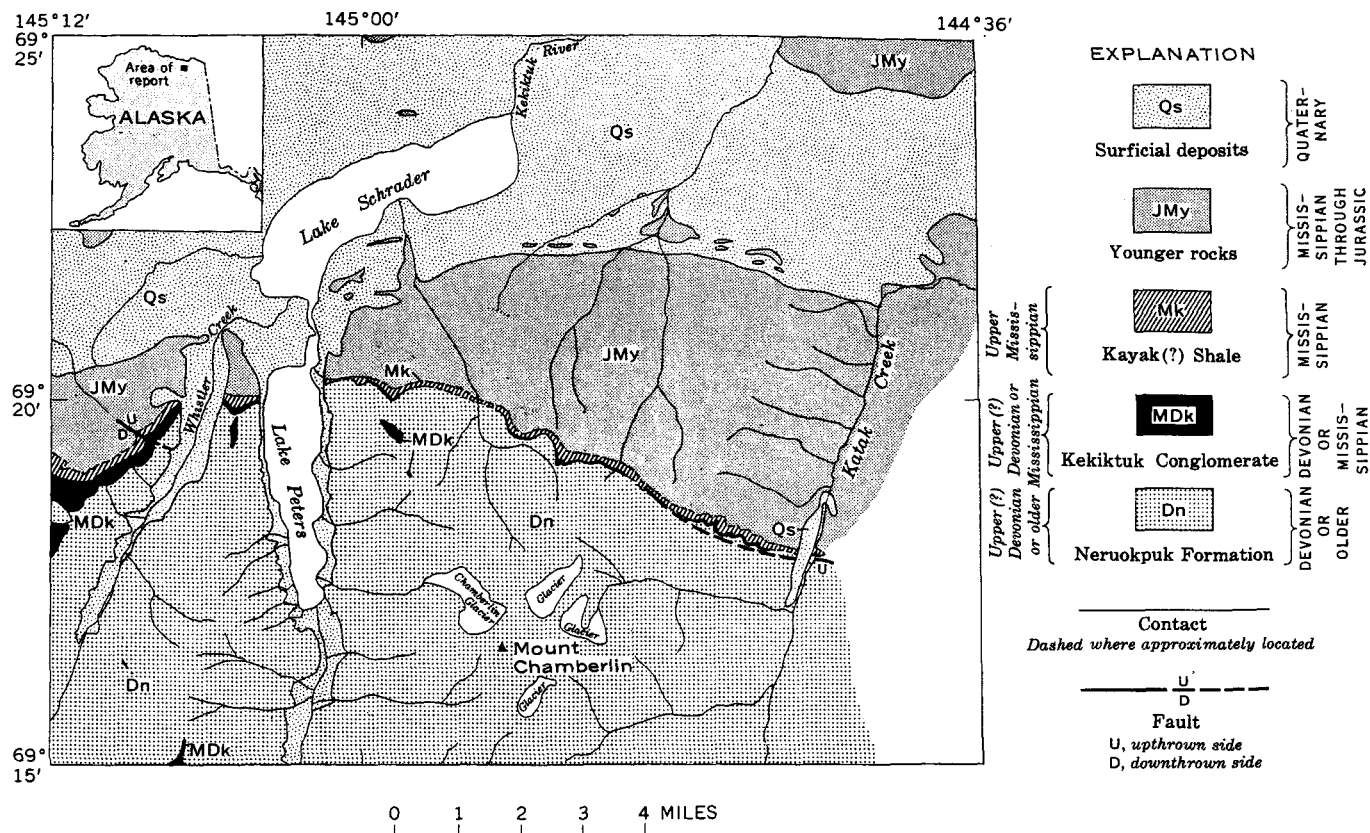 145°12′
145°00′
144°36′
69°
25′
69°
20′
69°
15′
Area of
report
ALASKA
Kekiktuk River
JMy
Qs
Lake Schrader
Qs
Creek
Whistler
JMy
U
D
Mk
JMy
MDk
Lake Peters
Katak Creek
MDk
Dn
Qs
D
U
Chamberlin
Glacier
Glacier
Glacier
Mount
Chamberlin
Glacier
Dn
MDk
0 1 2 3 4 MILES
EXPLANATION
Qs
Surficial deposits
QUATER-
NARY
JMy
Younger rocks
MISSIS-
SIPPIAN
THROUGH
JURASSIC
Upper
Missis-
sippian
Mk
Kayak(?) Shale
MISSIS-
SIPPIAN
Upper(?)
Devonian or
Mississippian
MDk
Kekiktuk Conglomerate
DEVONIAN
OR
MISSIS-
SIPPIAN
Upper(?)
Devonian
or older
Dn
Neruokpuk Formation
DEVONIAN
OR
OLDER
Contact
Dashed where approximately located
U
D
Fault
U, upthrown side
D, downthrown side